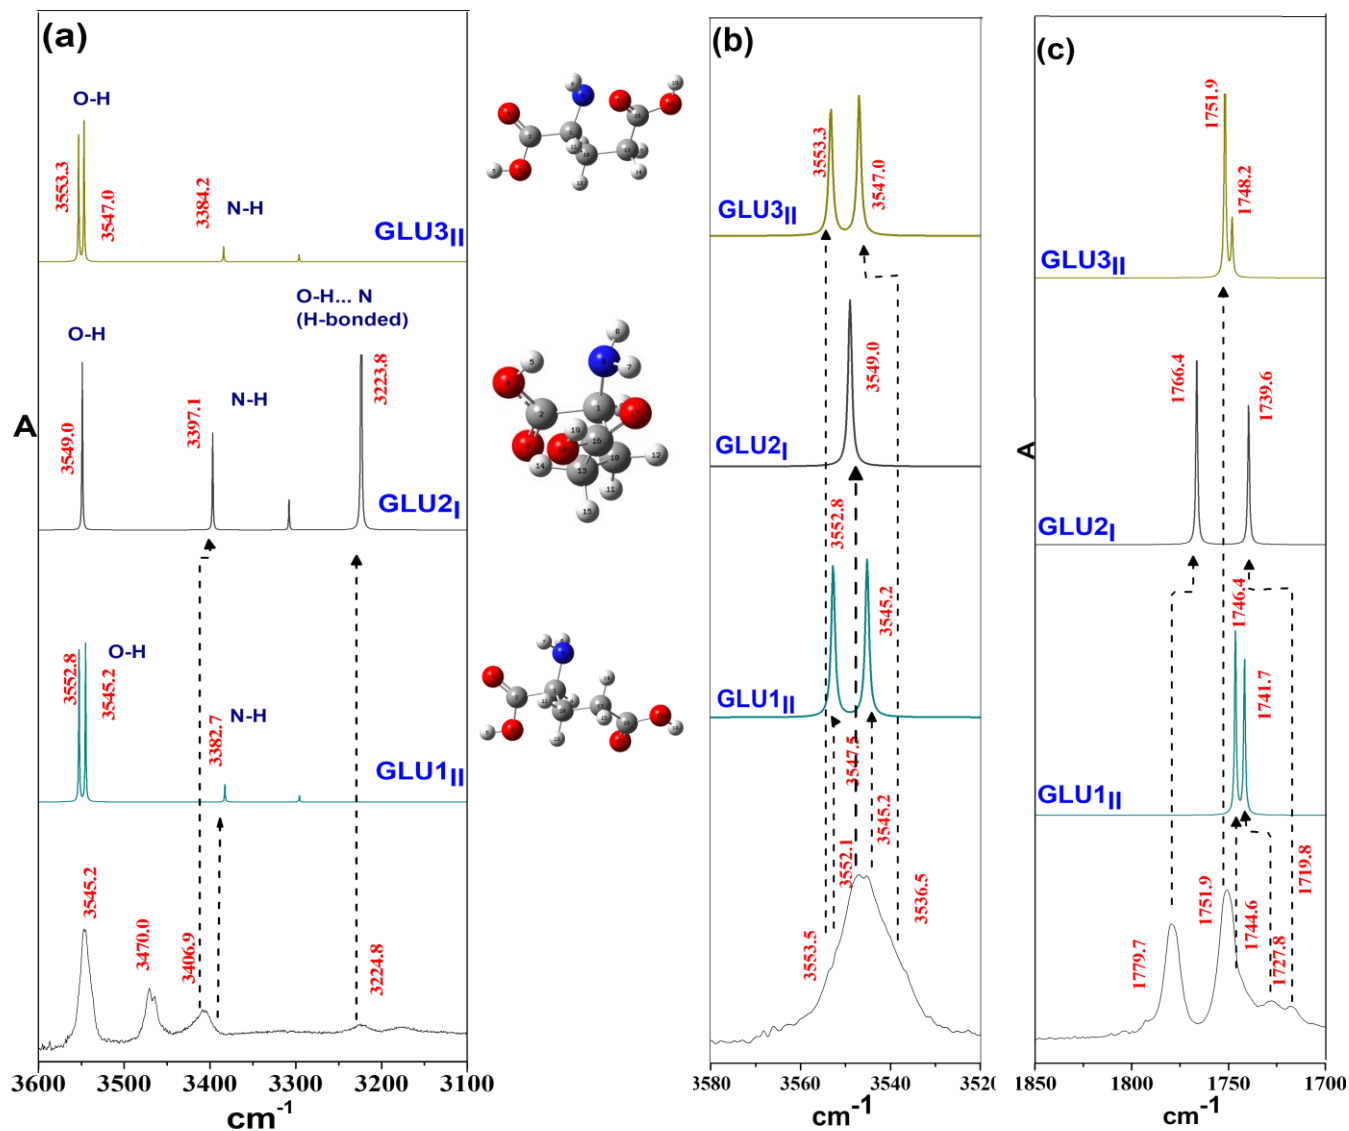 (a)
O-H
3553.3
3547.0
3384.2
N-H
GLU3II
O-H... N
(H-bonded)
O-H
3549.0
3397.1
N-H
3223.8
GLU2I
A
3552.8
3545.2
O-H
3382.7
N-H
GLU1II
3545.2
3470.0
3406.9
3224.8
3600
3500
3400
3300
3200
3100
cm-1
(b)
3553.3
3547.0
GLU3II
3549.0
GLU2I
3552.8
3545.2
GLU1II
3547.5
3552.1
3545.2
3553.5
3536.5
3580
3560
3540
3520
cm-1
(c)
1751.9
1748.2
GLU3II
1766.4
1739.6
A
GLU2I
1746.4
1741.7
GLU1II
1779.7
1751.9
1744.6
1727.8
1719.8
1850
1800
1750
1700
cm-1